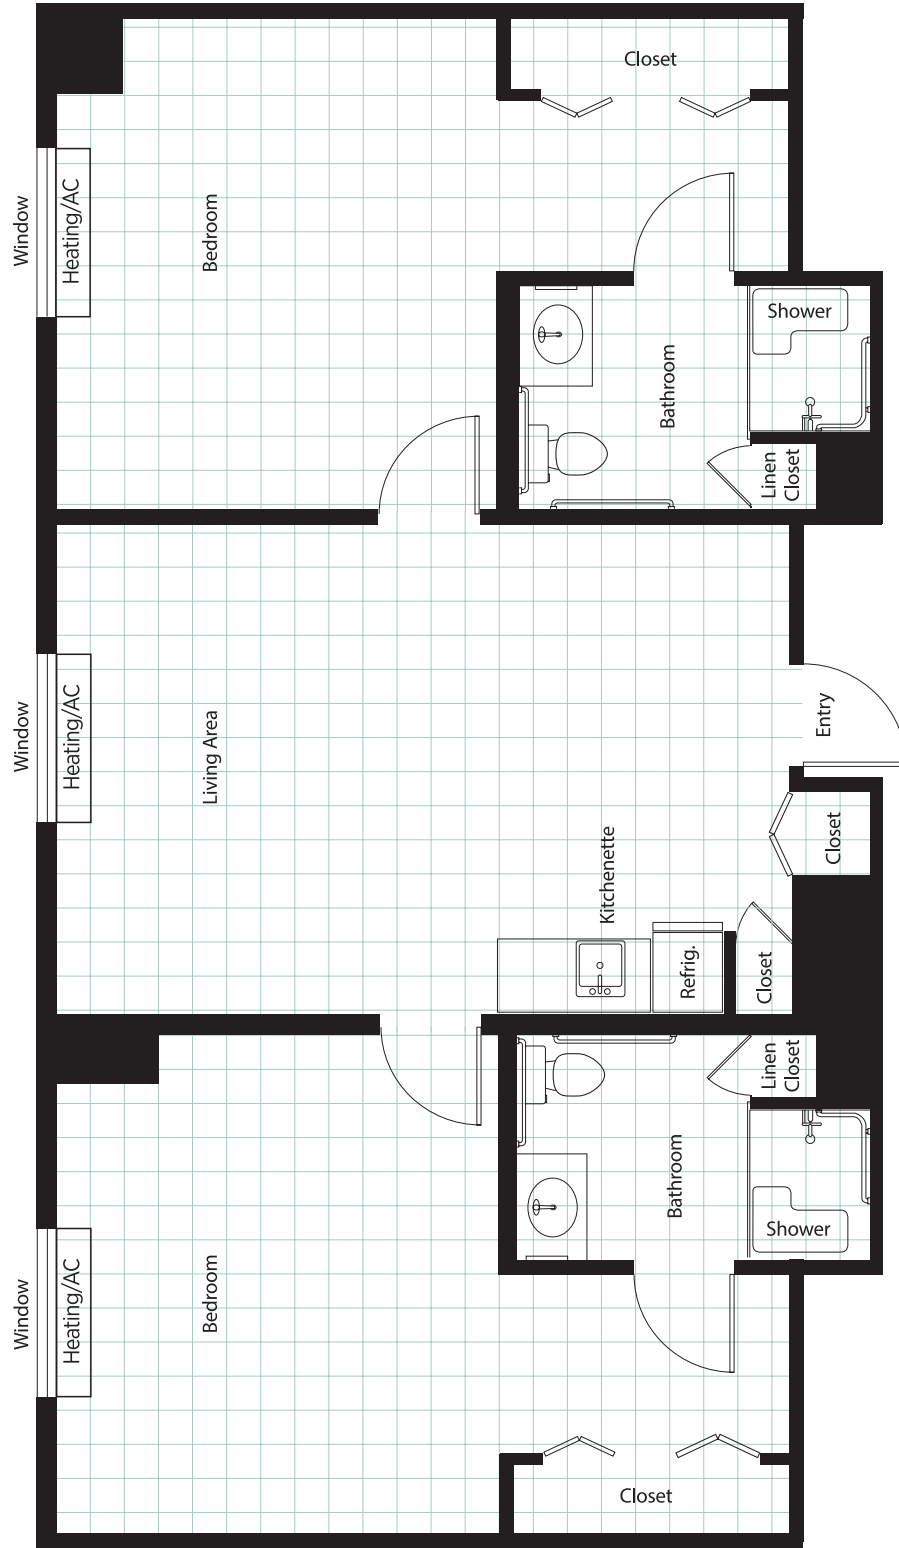 Closet
Window
Heating/AC
Bedroom
Shower
Bathroom
Linen
Closet
Window
Heating/AC
Living Area
Entry
Kitchenette
Closet
Refrig.
Closet
Linen
Closet
Bathroom
Shower
Window
Heating/AC
Bedroom
Closet